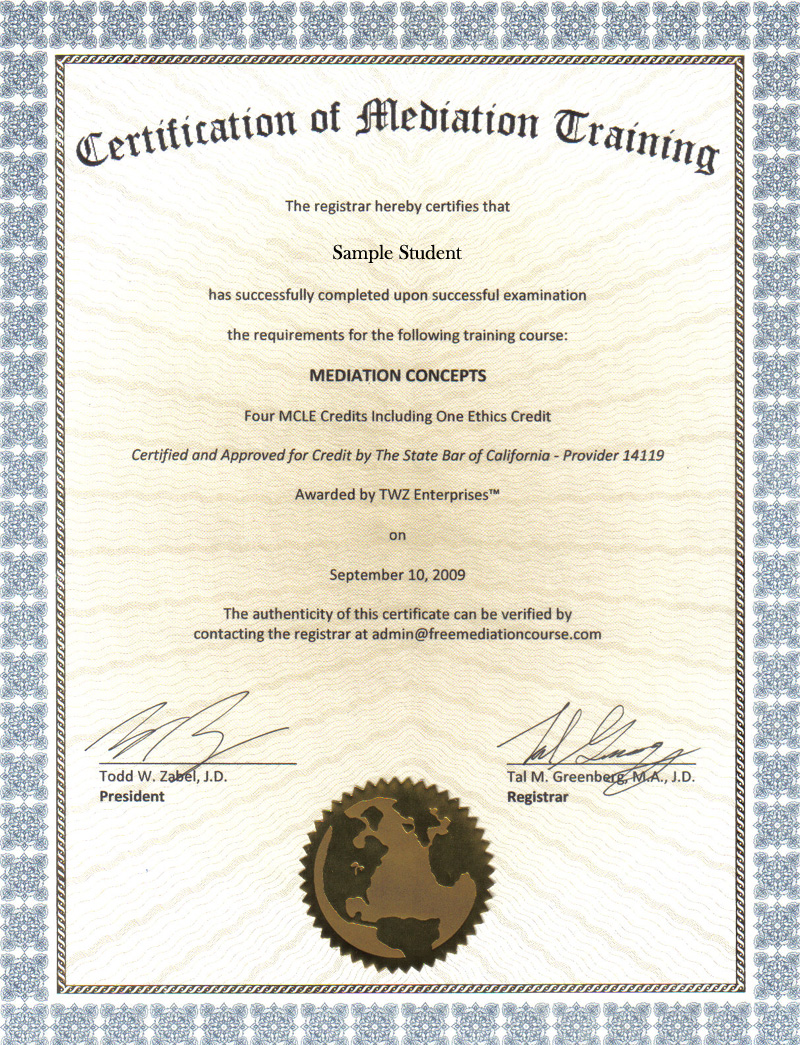 Certification of Mediation Training
The registrar hereby certifies that
Sample Student
has successfully completed upon successful examination
the requirements for the following training course:
MEDIATION CONCEPTS
Four MCLE Credits Including One Ethics Credit
Certified and Approved for Credit by The State Bar of California - Provider 14119
Awarded by TWZ Enterprises™
on
September 10, 2009
The authenticity of this certificate can be verified by
contacting the registrar at admin@freemediationcourse.com
Todd W. Zabel, J.D.
President
Tal M. Greenberg, M.A., J.D.
Registrar